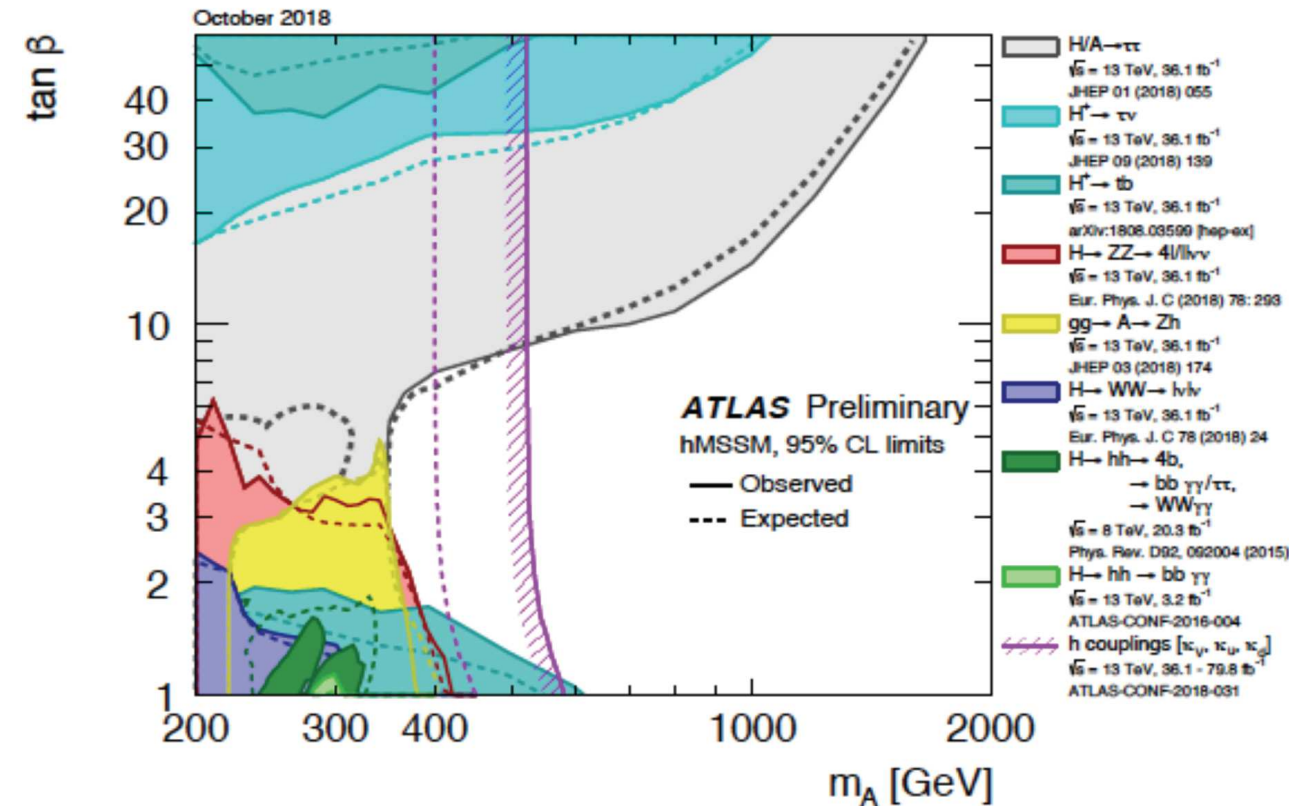 October 2018
tan β
40
30
20
10
4
3
2
1
200
300
400
1000
2000
m_A [GeV]
ATLAS Preliminary
hMSSM, 95% CL limits
Observed
Expected
H/A→ττ
√s = 13 TeV, 36.1 fb⁻¹
JHEP 01 (2018) 055
H⁺→ τν
√s = 13 TeV, 36.1 fb⁻¹
JHEP 09 (2018) 139
H⁺→ tb
√s = 13 TeV, 36.1 fb⁻¹
arXiv:1808.03599 [hep-ex]
H→ ZZ→ 4l/llνν
√s = 13 TeV, 36.1 fb⁻¹
Eur. Phys. J. C (2018) 78: 293
gg→ A→ Zh
√s = 13 TeV, 36.1 fb⁻¹
JHEP 03 (2018) 174
H→ WW→ lνlν
√s = 13 TeV, 36.1 fb⁻¹
Eur. Phys. J. C 78 (2018) 24
H→ hh→ 4b,
→ bb γγ/ττ,
→ WWγγ
√s = 8 TeV, 20.3 fb⁻¹
Phys. Rev. D92, 092004 (2015)
H→ hh → bb γγ
√s = 13 TeV, 3.2 fb⁻¹
ATLAS-CONF-2016-004
h couplings [κ_V, κ_u, κ_d]
√s = 13 TeV, 36.1 - 79.8 fb⁻¹
ATLAS-CONF-2018-031